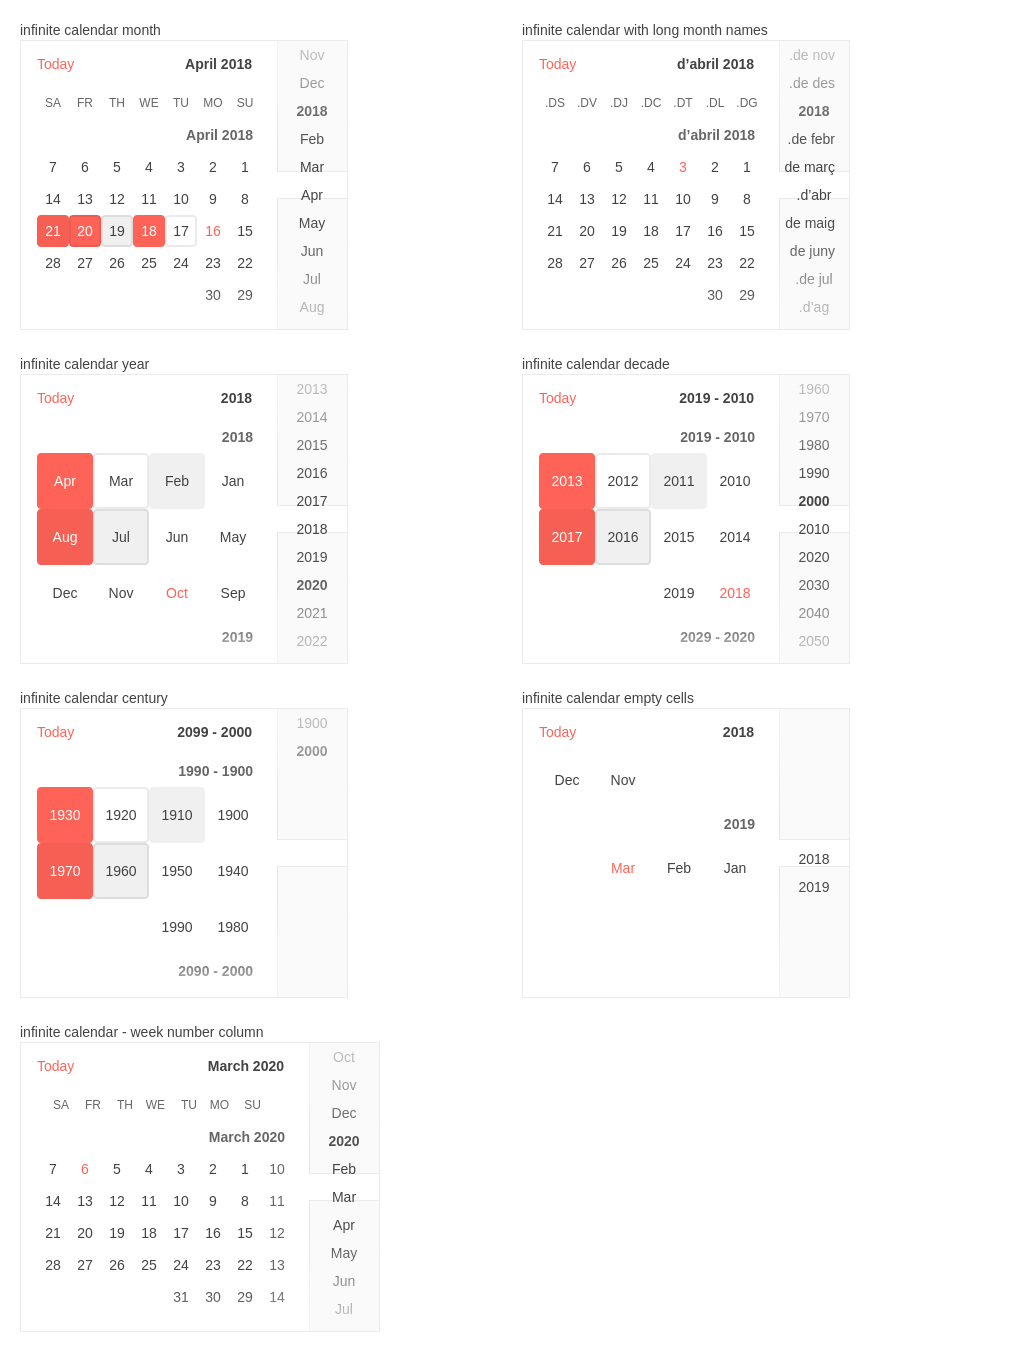 infinite calendar month
Today April 2018
SA FR TH WE TU MO SU
April 2018
7 6 5 4 3 2 1
14 13 12 11 10 9 8
21 20 19 18 17 16 15
28 27 26 25 24 23 22
30 29
Nov
Dec
2018
Feb
Mar
Apr
May
Jun
Jul
Aug
infinite calendar with long month names
Today d’abril 2018
.DS .DV .DJ .DC .DT .DL .DG
d’abril 2018
7 6 5 4 3 2 1
14 13 12 11 10 9 8
21 20 19 18 17 16 15
28 27 26 25 24 23 22
30 29
.de nov
.de des
2018
.de febr
de març
.d’abr
de maig
de juny
.de jul
.d’ag
infinite calendar year
Today 2018
2018
Apr Mar Feb Jan
Aug Jul Jun May
Dec Nov Oct Sep
2019
2013
2014
2015
2016
2017
2018
2019
2020
2021
2022
infinite calendar decade
Today 2019 - 2010
2019 - 2010
2013 2012 2011 2010
2017 2016 2015 2014
2019 2018
2029 - 2020
1960
1970
1980
1990
2000
2010
2020
2030
2040
2050
infinite calendar century
Today 2099 - 2000
1990 - 1900
1930 1920 1910 1900
1970 1960 1950 1940
1990 1980
2090 - 2000
1900
2000
infinite calendar empty cells
Today 2018
Dec Nov
2019
Mar Feb Jan
2018
2019
infinite calendar - week number column
Today March 2020
SA FR TH WE TU MO SU
March 2020
7 6 5 4 3 2 1 10
14 13 12 11 10 9 8 11
21 20 19 18 17 16 15 12
28 27 26 25 24 23 22 13
31 30 29 14
Oct
Nov
Dec
2020
Feb
Mar
Apr
May
Jun
Jul